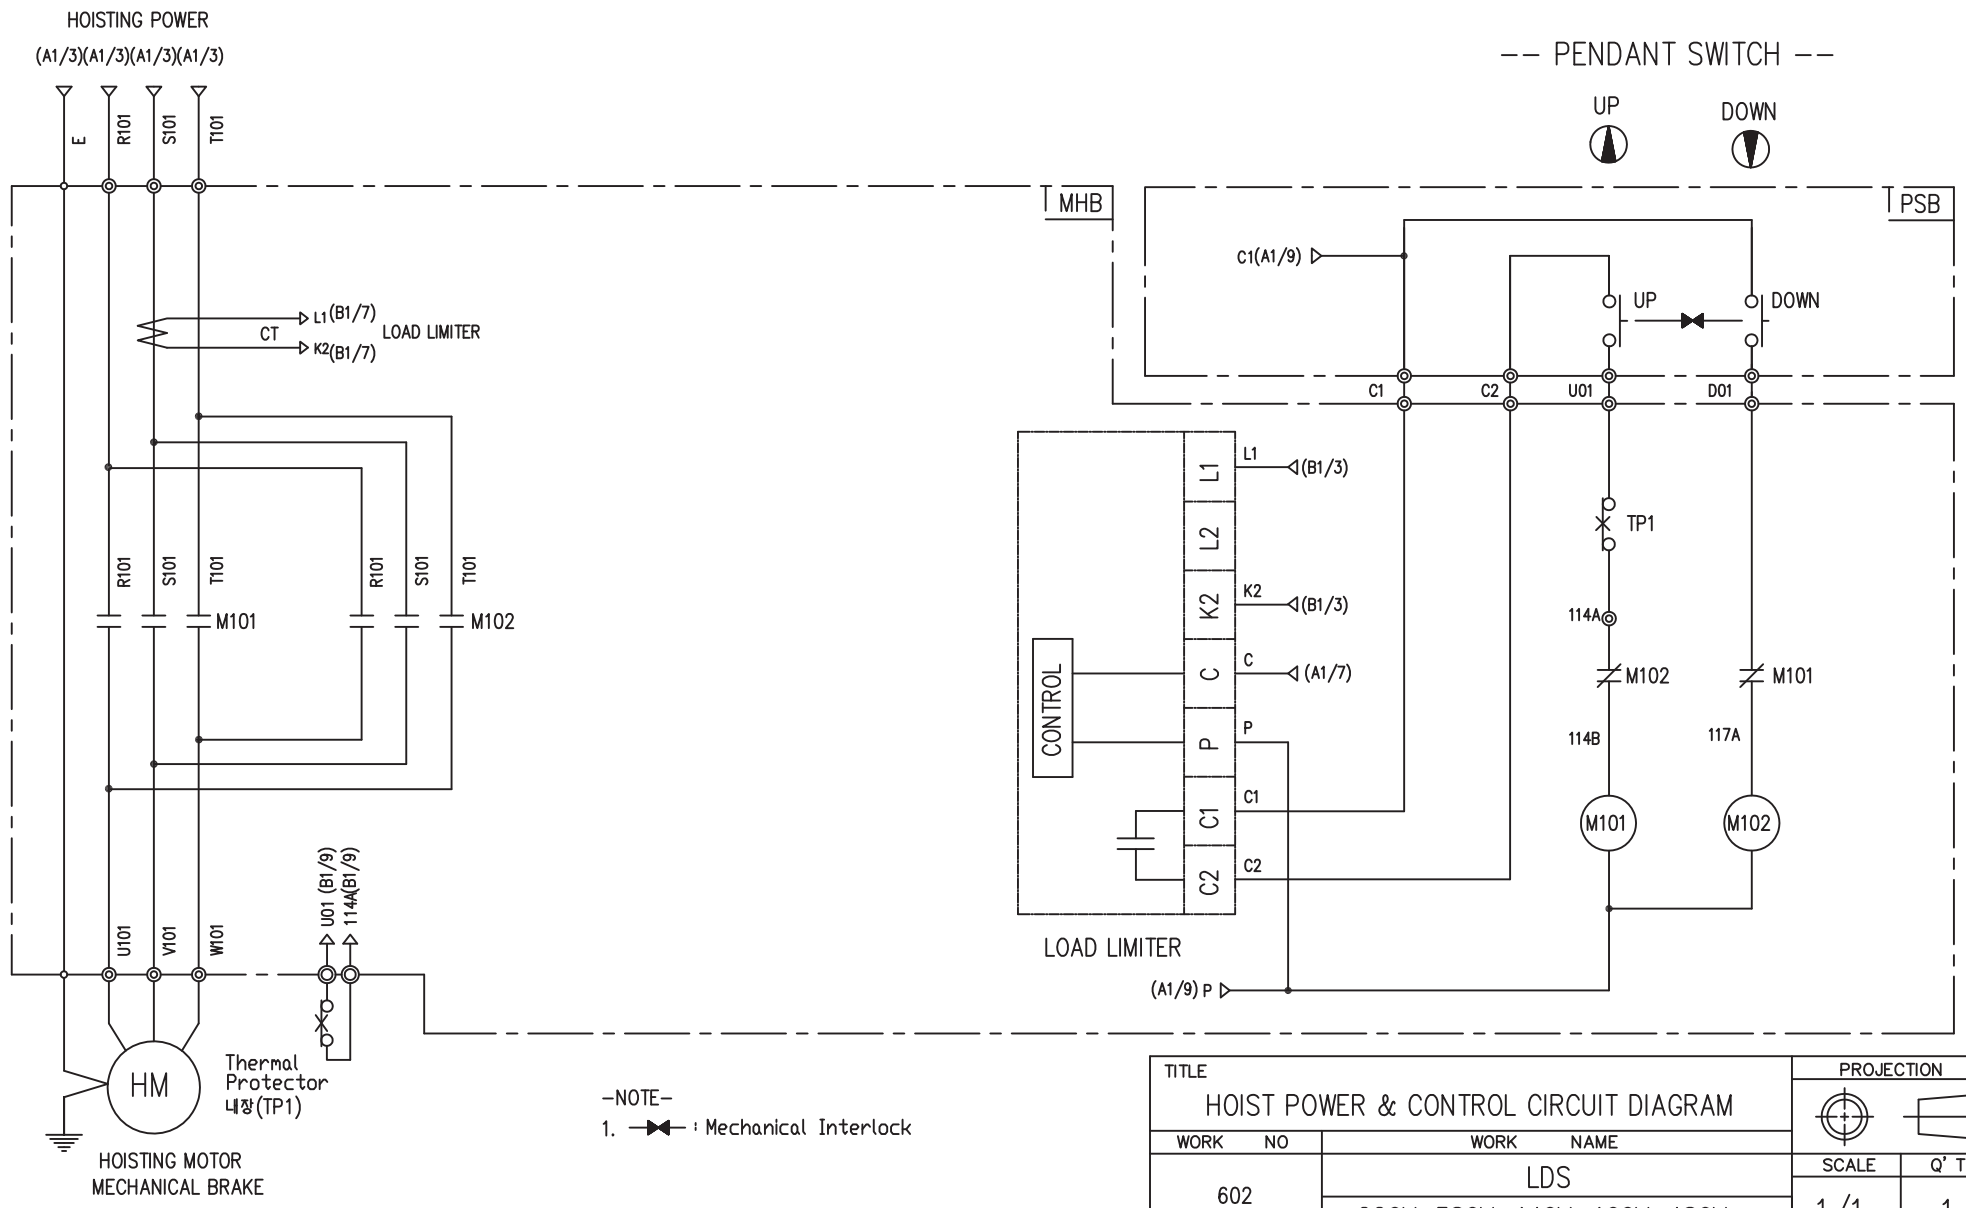 HOISTING POWER
(A1/3)(A1/3)(A1/3)(A1/3)
-- PENDANT SWITCH --
UP
DOWN
E
R101
S101
T101
MHB
PSB
C1(A1/9)
UP
DOWN
L1(B1/7)
CT
LOAD LIMITER
K2(B1/7)
C1
C2
U01
D01
L1
L1
(B1/3)
L2
TP1
R101
S101
T101
R101
S101
T101
K2
K2
(B1/3)
114A
M101
M102
CONTROL
C
C
(A1/7)
M102
M101
P
P
114B
117A
C1
C1
M101
M102
C2
C2
U01 (B1/9)
114A(B1/9)
U101
V101
W101
LOAD LIMITER
(A1/9) P
HM
Thermal
Protector
내장(TP1)
HOISTING MOTOR
MECHANICAL BRAKE
-NOTE-
1. : Mechanical Interlock
TITLE
PROJECTION
HOIST POWER & CONTROL CIRCUIT DIAGRAM
WORK NO
WORK NAME
SCALE
Q' T
602
LDS
1 /1
1